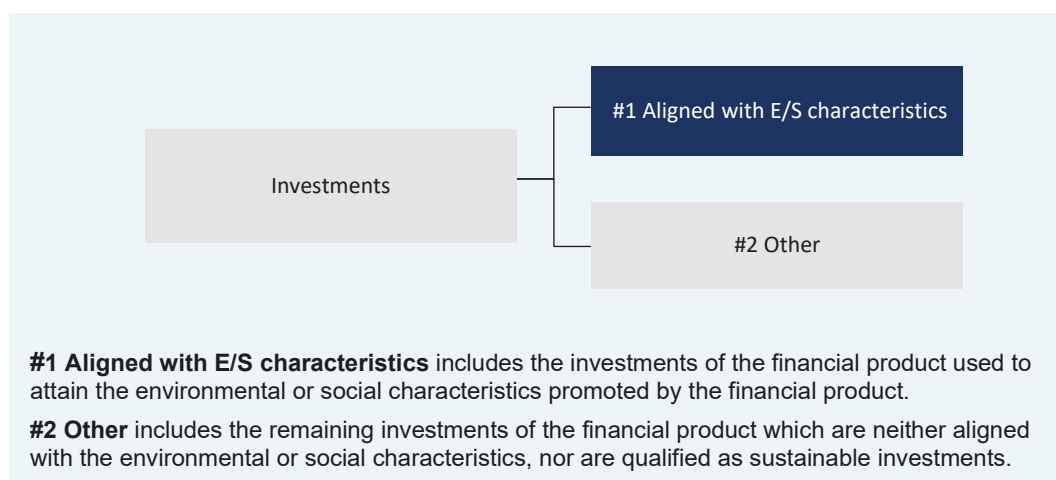 #1 Aligned with E/S characteristics
Investments
#2 Other
#1 Aligned with E/S characteristics includes the investments of the financial product used to
attain the environmental or social characteristics promoted by the financial product.
#2 Other includes the remaining investments of the financial product which are neither aligned
with the environmental or social characteristics, nor are qualified as sustainable investments.